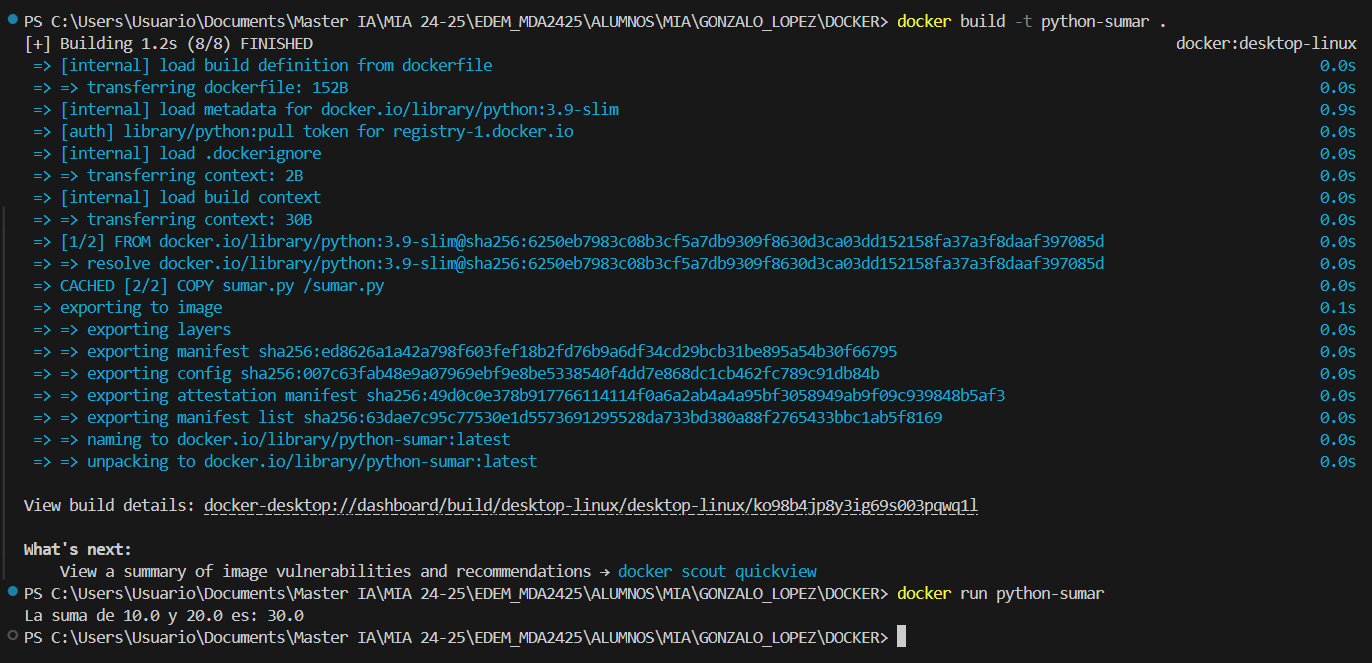 PS C:\Users\Usuario\Documents\Master IA\MIA 24-25\EDEM_MDA2425\ALUMNOS\MIA\GONZALO_LOPEZ\DOCKER> docker build -t python-sumar .
[+] Building 1.2s (8/8) FINISHED docker:desktop-linux
=> [internal] load build definition from dockerfile 0.0s
=> => transferring dockerfile: 152B 0.0s
=> [internal] load metadata for docker.io/library/python:3.9-slim 0.9s
=> [auth] library/python:pull token for registry-1.docker.io 0.0s
=> [internal] load .dockerignore 0.0s
=> => transferring context: 2B 0.0s
=> [internal] load build context 0.0s
=> => transferring context: 30B 0.0s
=> [1/2] FROM docker.io/library/python:3.9-slim@sha256:6250eb7983c08b3cf5a7db9309f8630d3ca03dd152158fa37a3f8daaf397085d 0.0s
=> => resolve docker.io/library/python:3.9-slim@sha256:6250eb7983c08b3cf5a7db9309f8630d3ca03dd152158fa37a3f8daaf397085d 0.0s
=> CACHED [2/2] COPY sumar.py /sumar.py 0.0s
=> exporting to image 0.1s
=> => exporting layers 0.0s
=> => exporting manifest sha256:ed8626a1a42a798f603fef18b2fd76b9a6df34cd29bcb31be895a54b30f66795 0.0s
=> => exporting config sha256:007c63fab48e9a07969ebf9e8be5338540f4dd7e868dc1cb462fc789c91db84b 0.0s
=> => exporting attestation manifest sha256:49d0c0e378b917766114114f0a6a2ab4a4a95bf3058949ab9f09c939848b5af3 0.0s
=> => exporting manifest list sha256:63dae7c95c77530e1d5573691295528da733bd380a88f2765433bbc1ab5f8169 0.0s
=> => naming to docker.io/library/python-sumar:latest 0.0s
=> => unpacking to docker.io/library/python-sumar:latest 0.0s
View build details: docker-desktop://dashboard/build/desktop-linux/desktop-linux/ko98b4jp8y3ig69s003pqwq1l
What's next:
View a summary of image vulnerabilities and recommendations → docker scout quickview
PS C:\Users\Usuario\Documents\Master IA\MIA 24-25\EDEM_MDA2425\ALUMNOS\MIA\GONZALO_LOPEZ\DOCKER> docker run python-sumar
La suma de 10.0 y 20.0 es: 30.0
PS C:\Users\Usuario\Documents\Master IA\MIA 24-25\EDEM_MDA2425\ALUMNOS\MIA\GONZALO_LOPEZ\DOCKER>